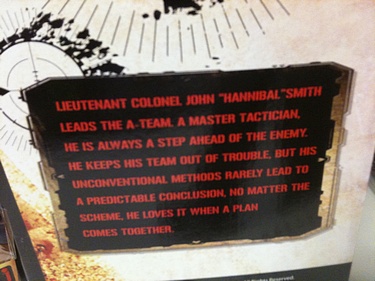 LIEUTENANT COLONEL JOHN "HANNIBAL"SMITH
LEADS THE A-TEAM. A MASTER TACTICIAN,
HE IS ALWAYS A STEP AHEAD OF THE ENEMY.
HE KEEPS HIS TEAM OUT OF TROUBLE, BUT HIS
UNCONVENTIONAL METHODS RARELY LEAD TO
A PREDICTABLE CONCLUSION, NO MATTER THE
SCHEME, HE LOVES IT WHEN A PLAN
COMES TOGETHER.
Rights Reserved.